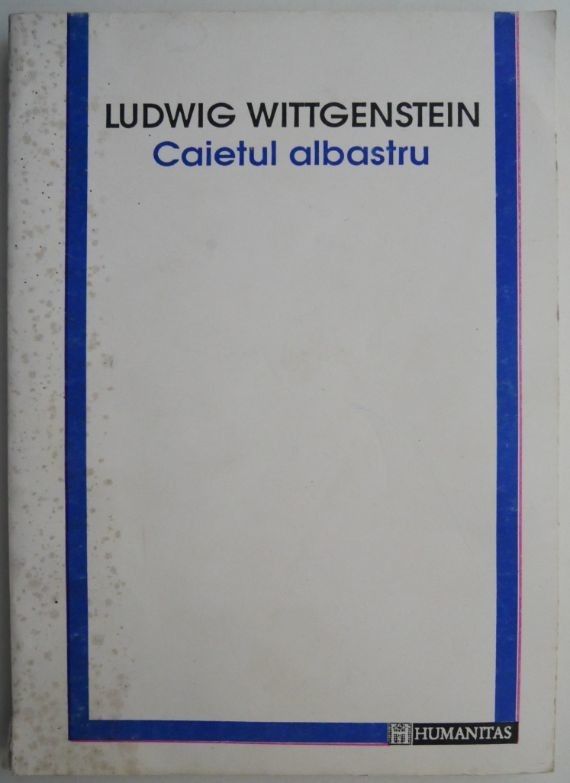 LUDWIG WITTGENSTEIN
Caietul albastru
HUMANITAS